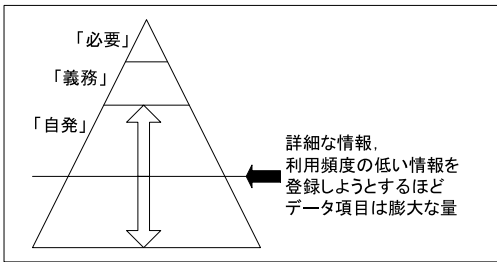 「必要」
「義務」
「自発」
詳細な情報,
利用頻度の低い情報を
登録しようとするほど
データ項目は膨大な量